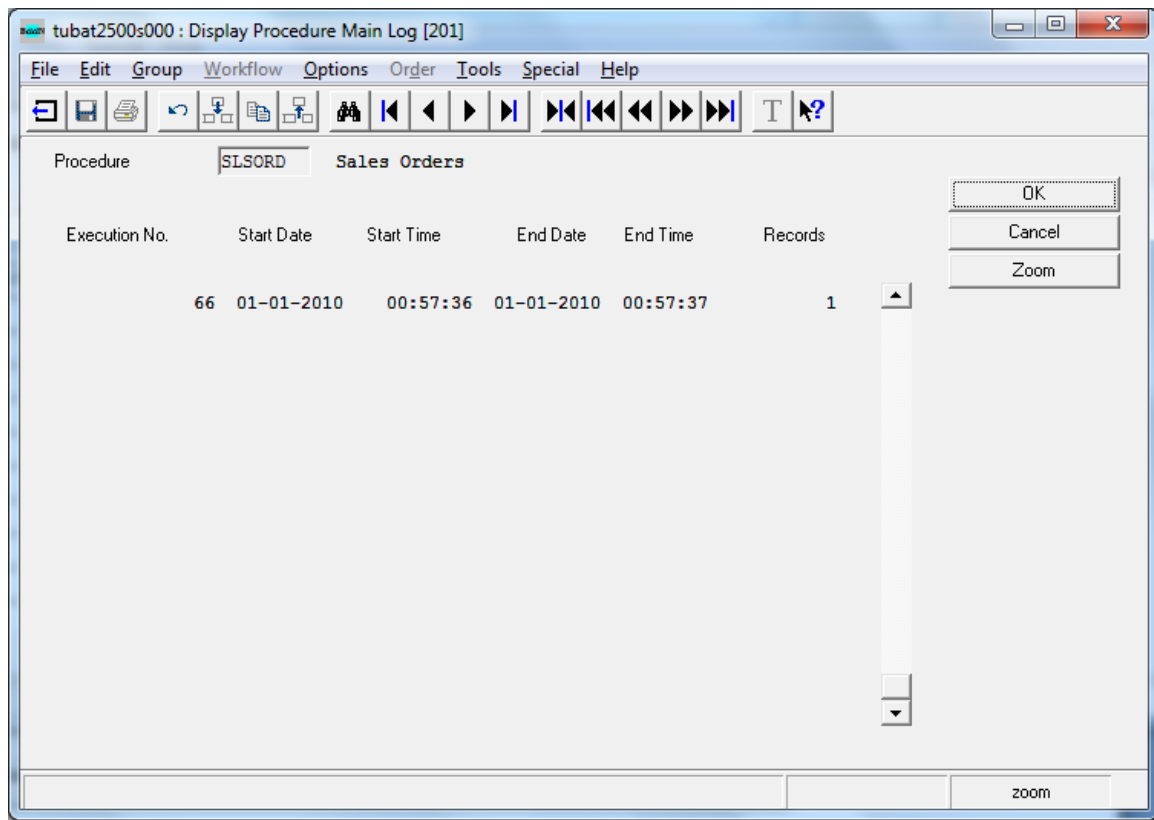 tubat2500s000 : Display Procedure Main Log [201]
File Edit Group Workflow Options Order Tools Special Help
T ?
Procedure SLSORD Sales Orders
OK
Execution No. Start Date Start Time End Date End Time Records Cancel
Zoom
66 01-01-2010 00:57:36 01-01-2010 00:57:37 1
zoom